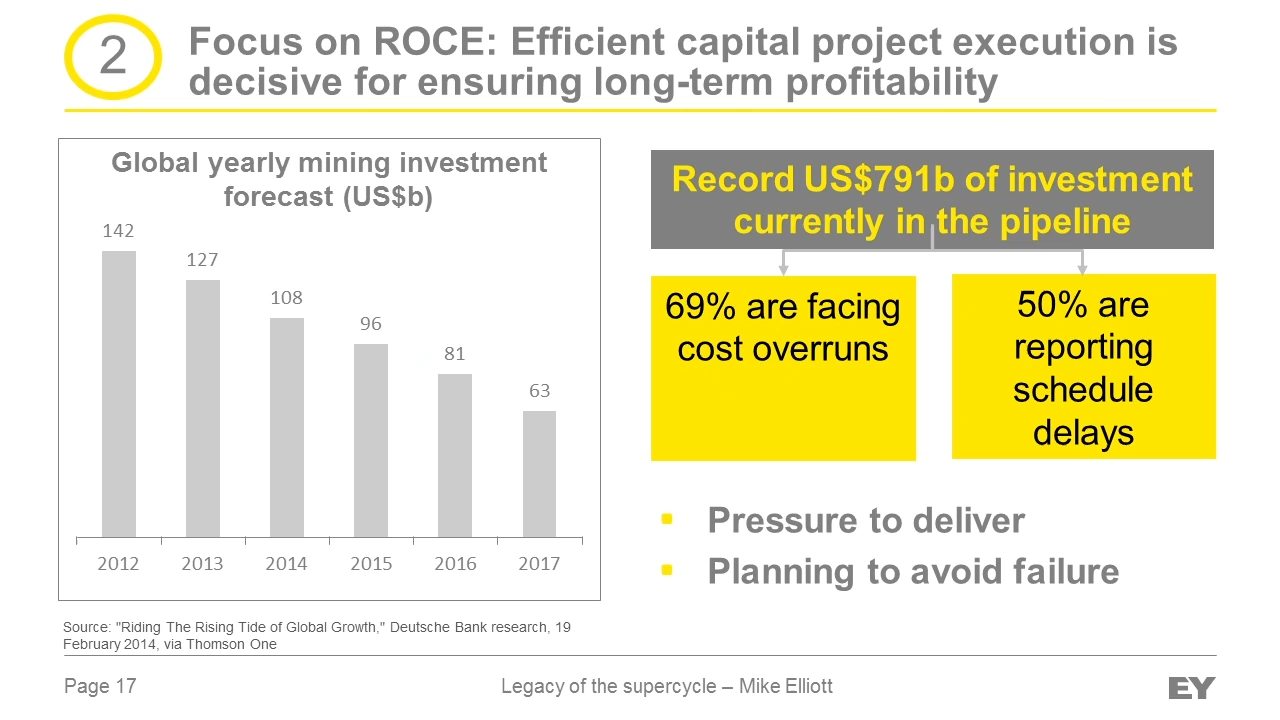 2
Focus on ROCE: Efficient capital project execution is
decisive for ensuring long-term profitability
Global yearly mining investment
forecast (US$b)
142
127
108
96
81
63
2012 2013 2014 2015 2016 2017
Source: "Riding The Rising Tide of Global Growth," Deutsche Bank research, 19
February 2014, via Thomson One
Record US$791b of investment
currently in the pipeline
69% are facing
cost overruns
50% are
reporting
schedule
delays
▪ Pressure to deliver
▪ Planning to avoid failure
Page 17
Legacy of the supercycle – Mike Elliott
EY